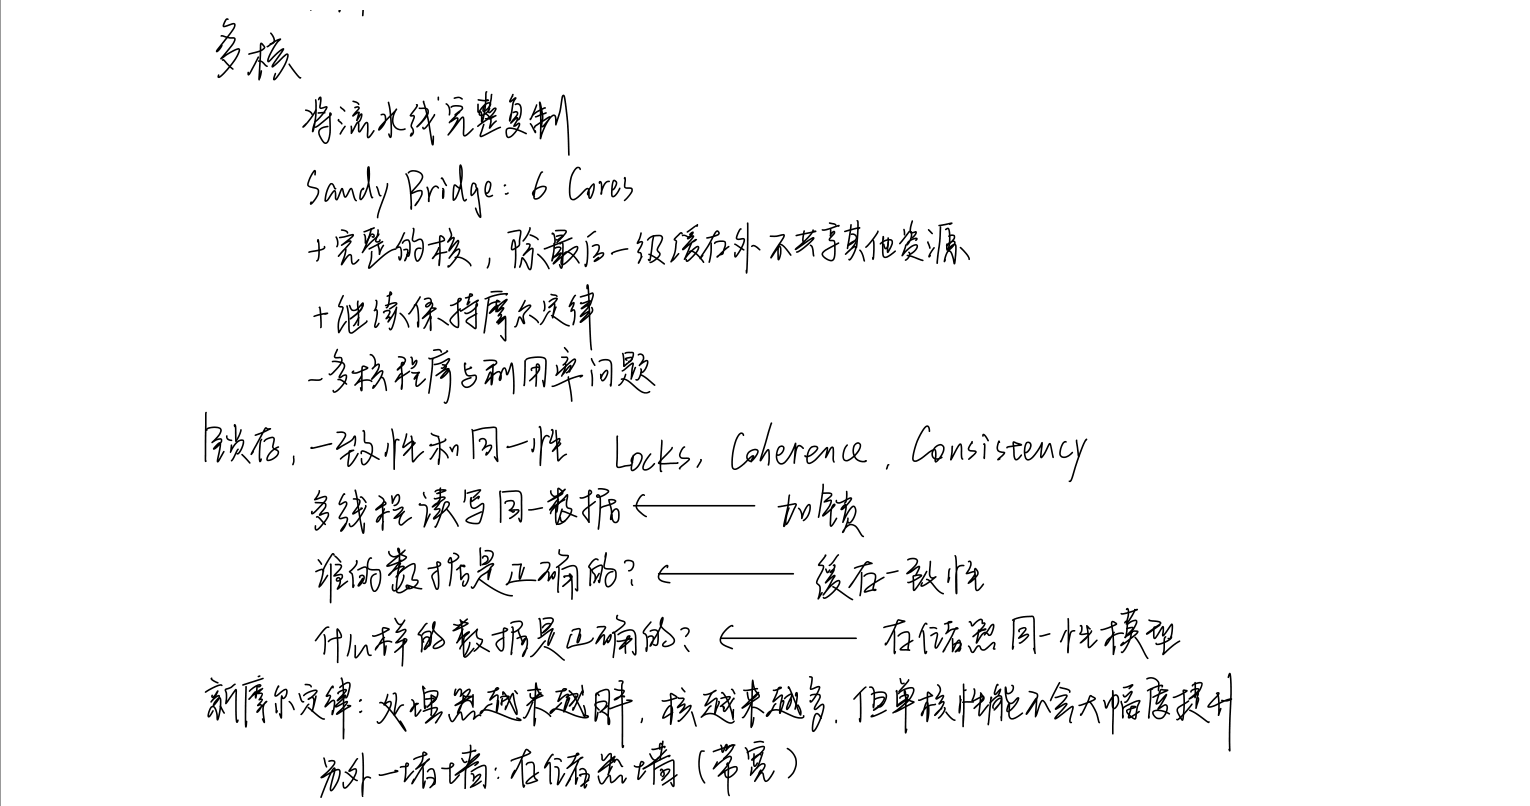 多核
将流水线完整复制
Sandy Bridge: 6 Cores
+完整的核，除最后一级缓存外不共享其他资源
+继续保持摩尔定律
-多核程序与利用率问题
锁存，一致性和同一性 Locks, Coherence, Consistency
多线程读写同一数据 ← 加锁
谁的数据是正确的? ← 缓存一致性
什么样的数据是正确的? ← 存储器同一性模型
新摩尔定律：处理器越来越胖，核越来越多，但单核性能不会大幅度提升
另外一堵墙：存储器墙（带宽）